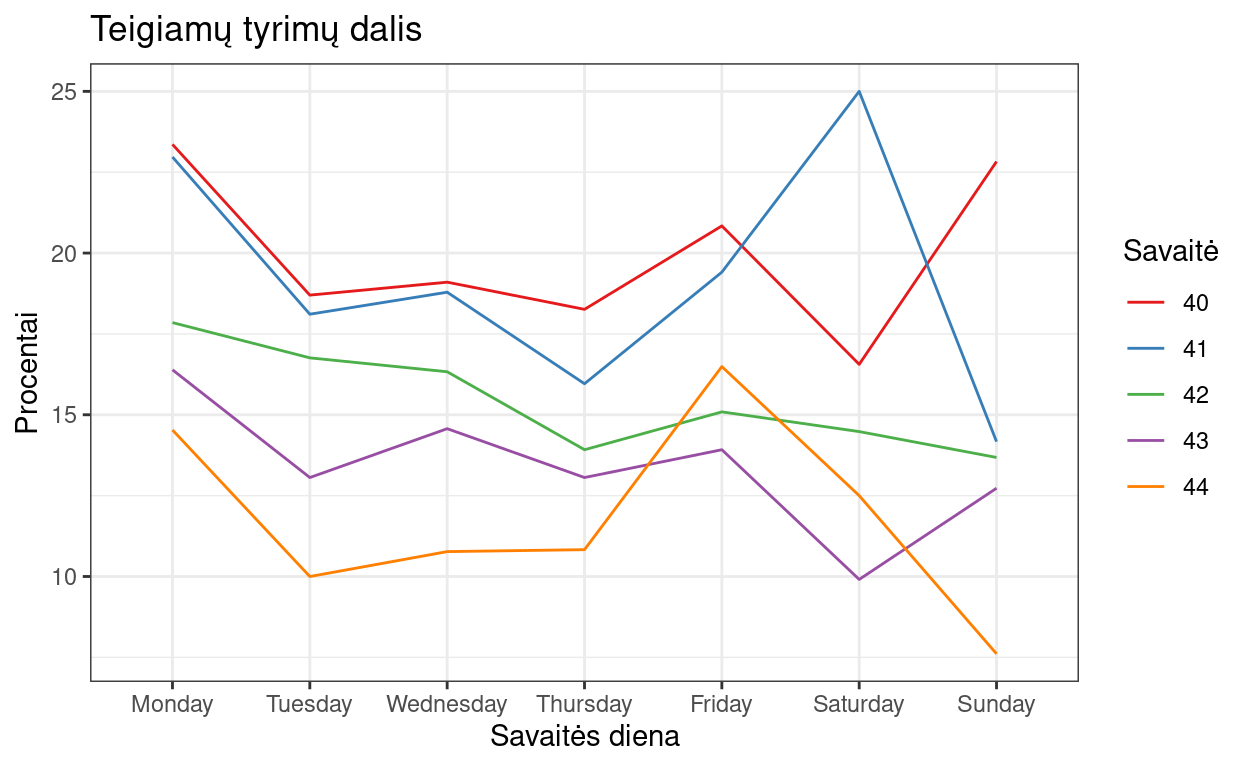 Teigiamų tyrimų dalis
Procentai
25
20
15
10
Monday Tuesday Wednesday Thursday Friday Saturday Sunday
Savaitės diena
Savaitė
40
41
42
43
44